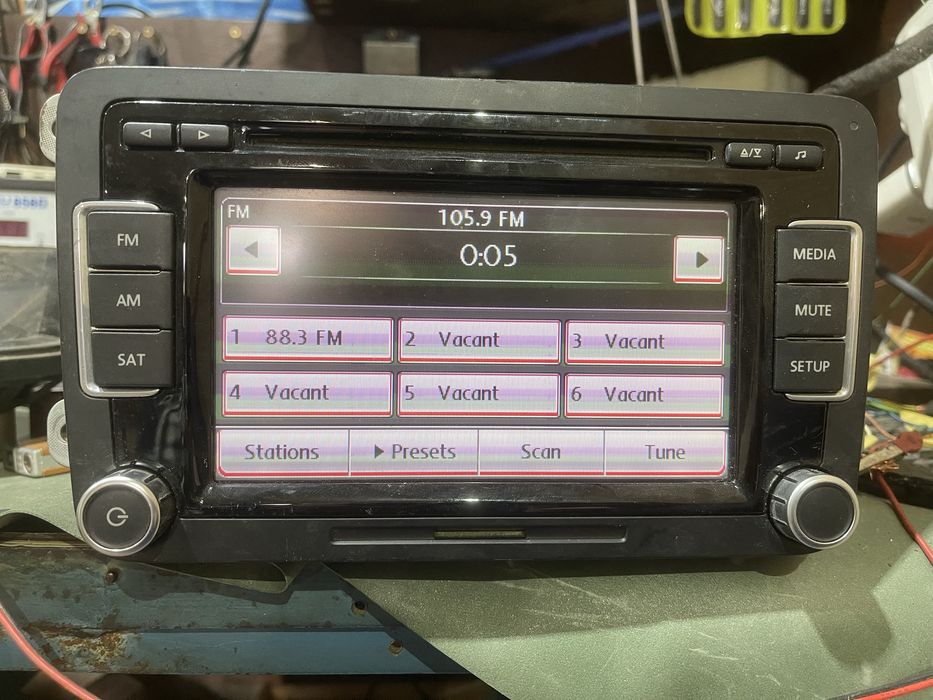 FM
AM
SAT
FM
105.9 FM
0:05
1 88.3 FM
2 Vacant
3 Vacant
4 Vacant
5 Vacant
6 Vacant
Stations
Presets
Scan
Tune
MEDIA
MUTE
SETUP